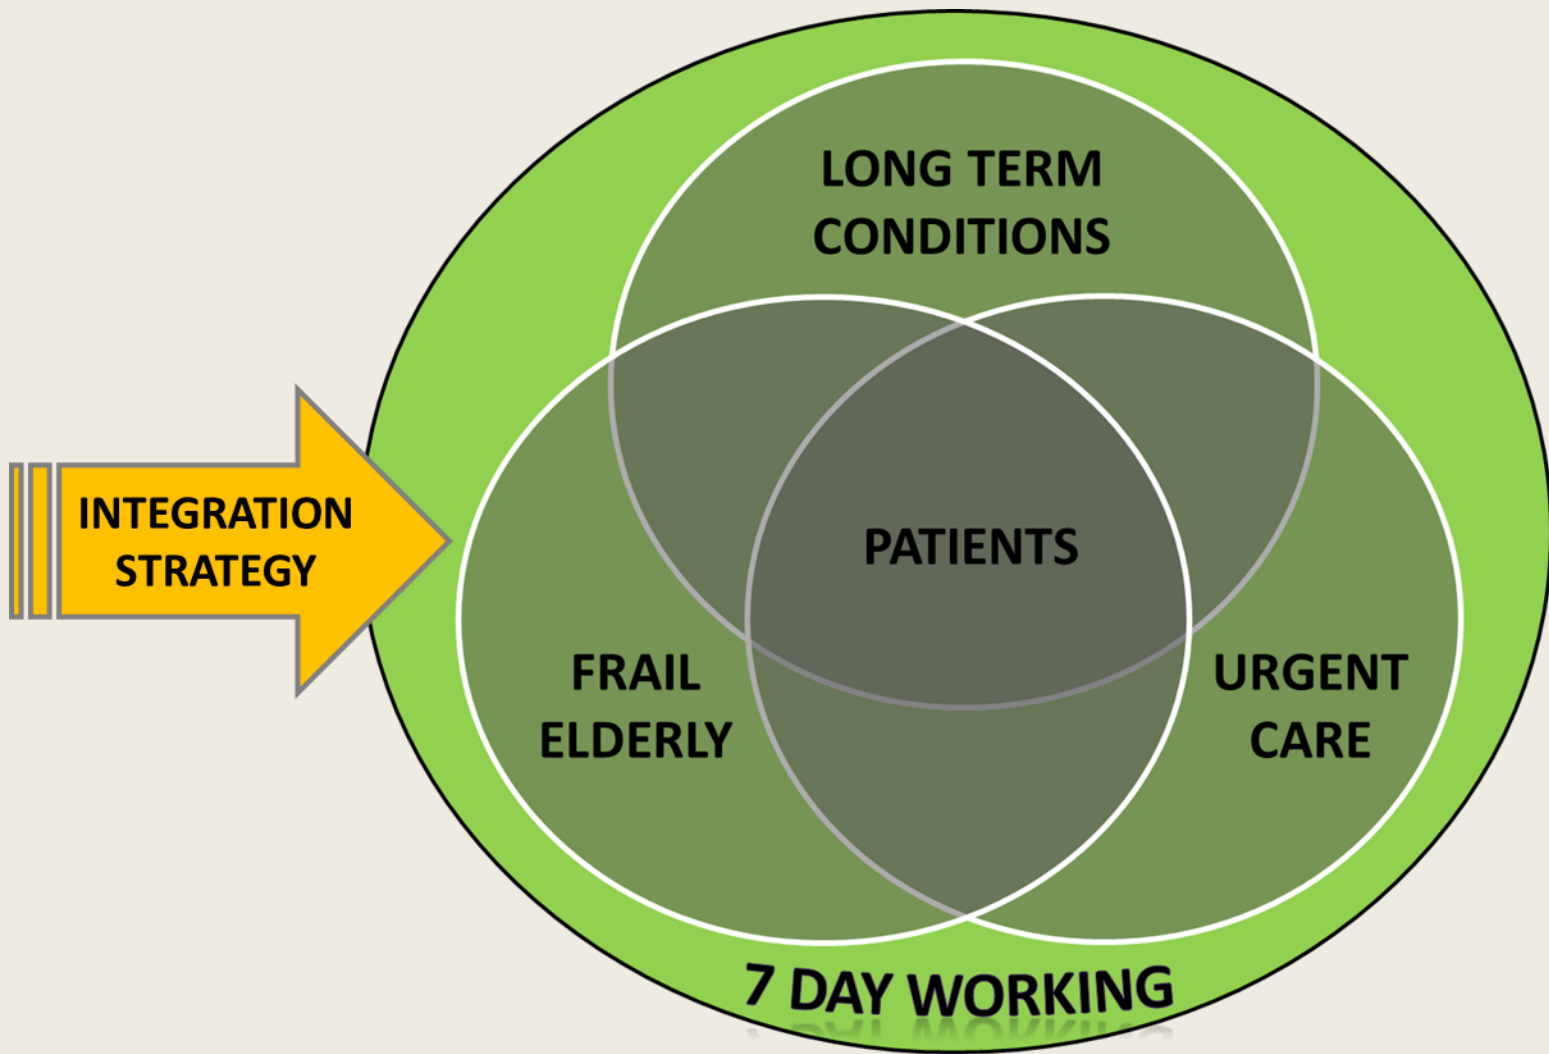 LONG TERM
CONDITIONS
INTEGRATION
STRATEGY
PATIENTS
FRAIL
ELDERLY
URGENT
CARE
7 DAY WORKING